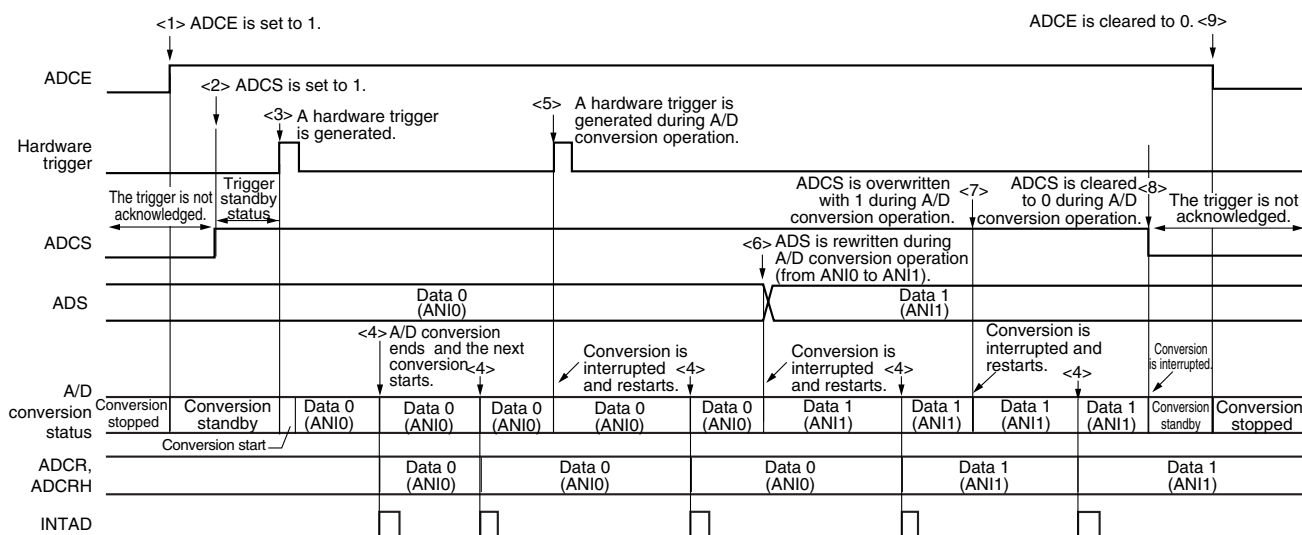 <1> ADCE is set to 1.
ADCE is cleared to 0. <9>
ADCE
<2> ADCS is set to 1.
<3> A hardware trigger
is generated.
<5> A hardware trigger is
generated during A/D
conversion operation.
Hardware
trigger
The trigger is not
acknowledged.
Trigger
standby
status
ADCS is overwritten
with 1 during A/D
conversion operation.
<7>
ADCS is cleared
to 0 during A/D
conversion operation.
<8>
The trigger is not
acknowledged.
ADCS
<6> ADS is rewritten during
A/D conversion operation
(from ANI0 to ANI1).
ADS
Data 0
(ANI0)
Data 1
(ANI1)
<4> A/D conversion
ends and the next
conversion
starts.
<4>
Conversion is
interrupted
and restarts.
<4>
Conversion is
interrupted
and restarts.
<4>
Conversion is
interrupted and
restarts.
<4>
Conversion
is interrupted.
A/D
conversion
status
Conversion
stopped
Conversion
standby
Conversion start
Data 0
(ANI0)
Data 0
(ANI0)
Data 0
(ANI0)
Data 0
(ANI0)
Data 0
(ANI0)
Data 1
(ANI1)
Data 1
(ANI1)
Data 1
(ANI1)
Data 1
(ANI1)
Conversion
standby
Conversion
stopped
ADCR,
ADCRH
Data 0
(ANI0)
Data 0
(ANI0)
Data 0
(ANI0)
Data 1
(ANI1)
Data 1
(ANI1)
INTAD